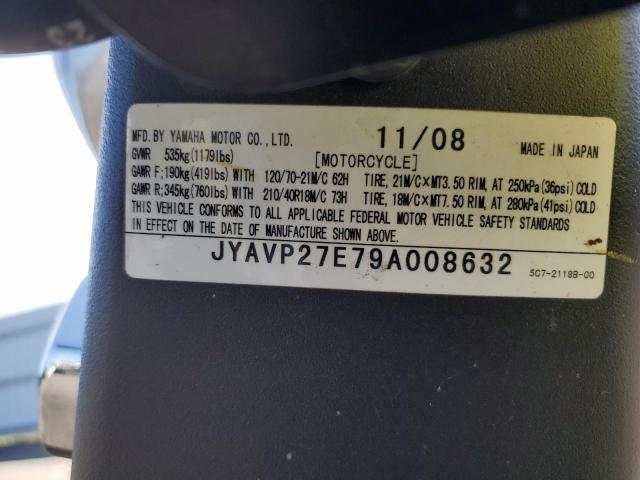 MFD. BY YAMAHA MOTOR CO., LTD. 11/08 MADE IN JAPAN
GVWR 535kg(1179lbs) [MOTORCYCLE]
GAWR F;190kg(419lbs) WITH 120/70-21M/C 62H TIRE, 21M/C×MT3.50 RIM, AT 250kPa(36psi)COLD
GAWR R;345kg(760lbs) WITH 210/40R18M/C 73H TIRE, 18M/C×MT7.50 RIM, AT 280kPa(41psi)COLD
THIS VEHICLE CONFORMS TO ALL APPLICABLE FEDERAL MOTOR VEHICLE SAFETY STANDARDS
IN EFFECT ON THE DATE OF MANUFACTURE SHOWN ABOVE.
JYAVP27E79A008632
5C7-2118B-00